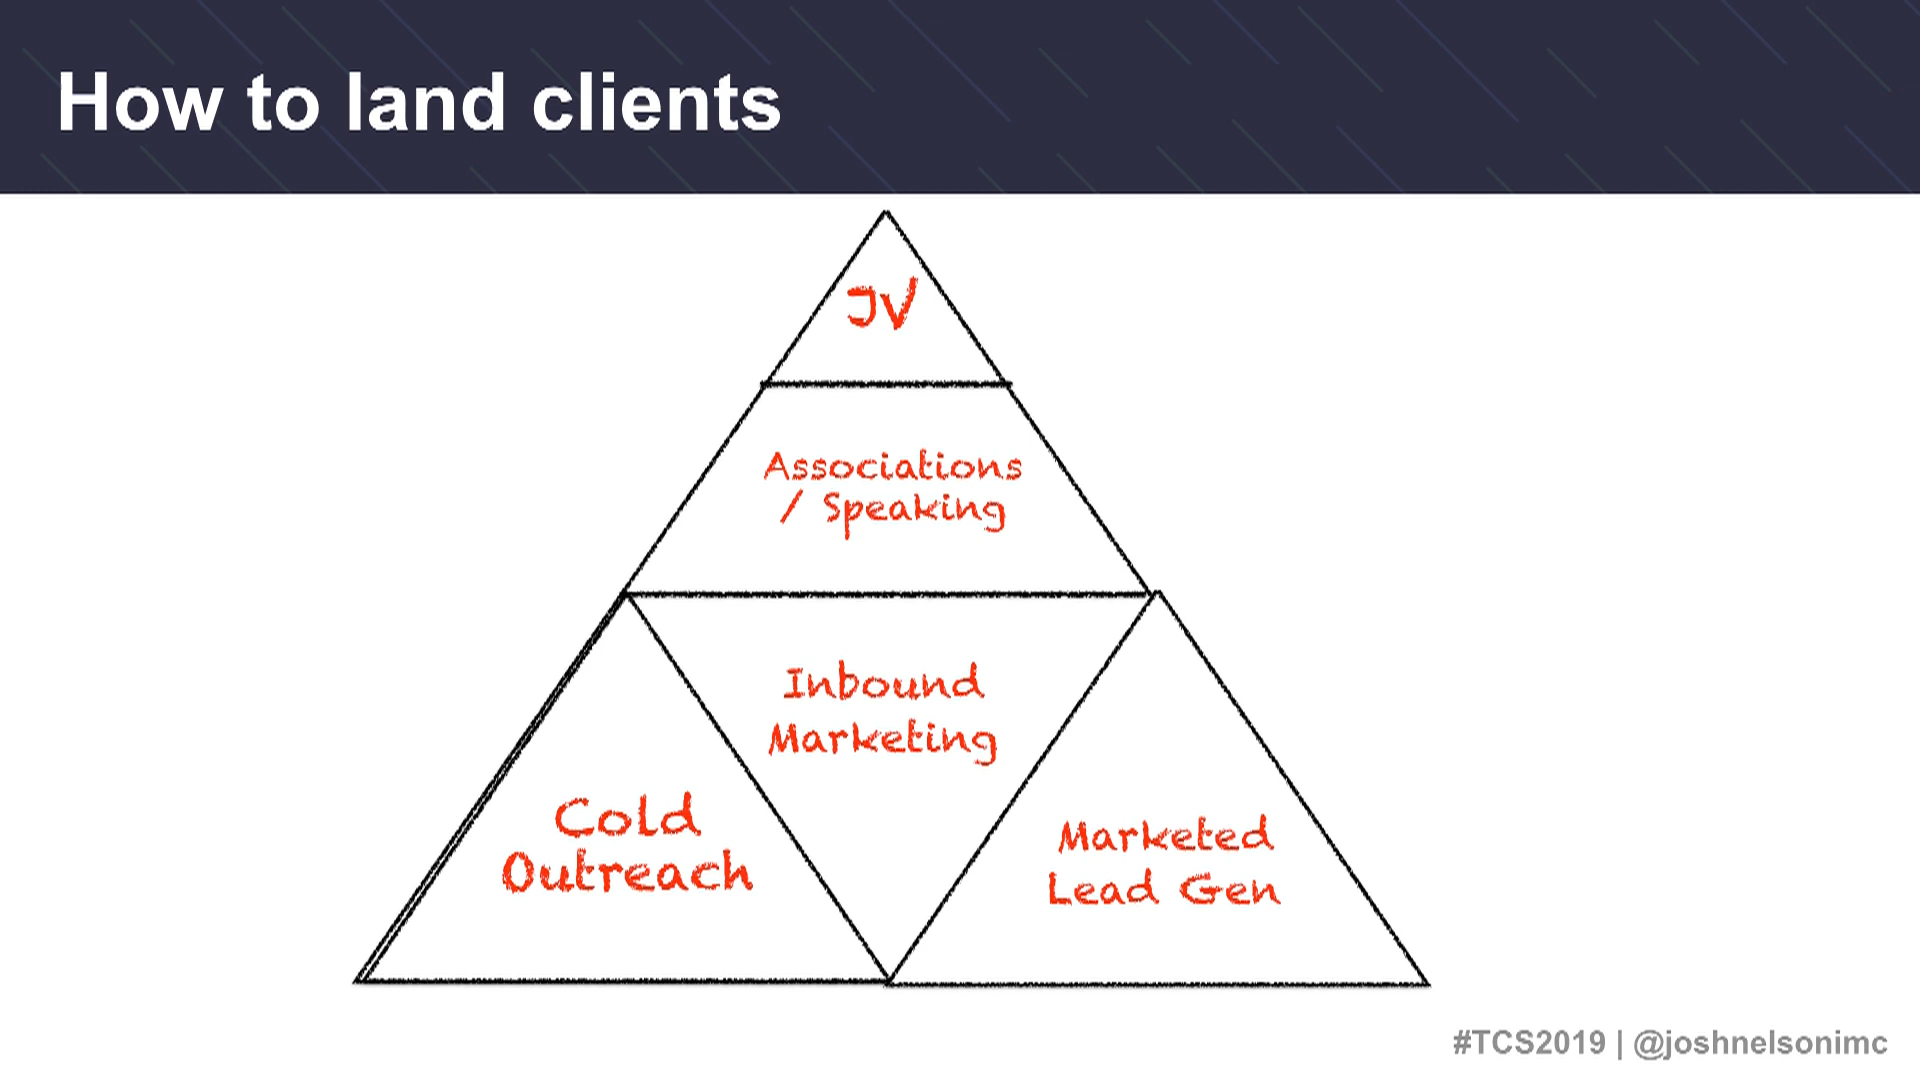 How to land clients
JV
Associations
/ Speaking
Inbound
Marketing
Cold
Outreach
Marketed
Lead Gen
#TCS2019 | @joshnelsonimc